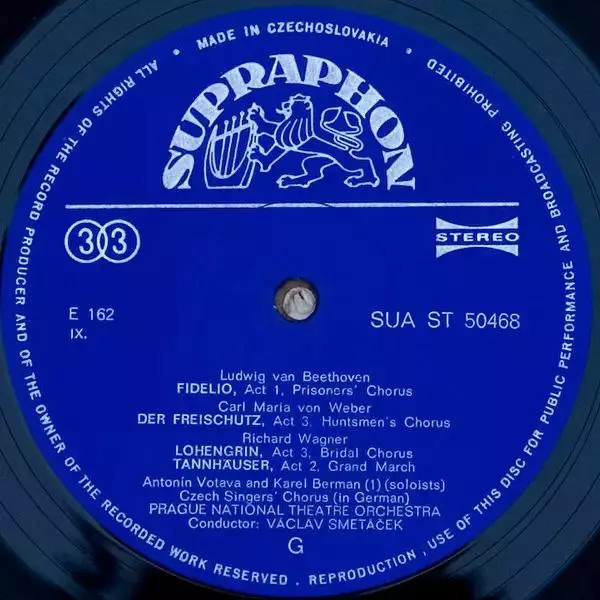 ALL RIGHTS OF THE RECORD PRODUCER AND OF THE OWNER OF THE RECORDED WORK RESERVED . REPRODUCTION , USE OF THIS DISC FOR PUBLIC PERFORMANCE AND BROADCASTING PROHIBITED
MADE IN CZECHOSLOVAKIA
SUPRAPHON
33
STEREO
E 162
IX.
SUA ST 50468
Ludwig van Beethoven
FIDELIO, Act 1, Prisoners' Chorus
Carl Maria von Weber
DER FREISCHUTZ, Act 3, Huntsmen's Chorus
Richard Wagner
LOHENGRIN, Act 3, Bridal Chorus
TANNHÄUSER, Act 2, Grand March
Antonín Votava and Karel Berman (1) (soloists)
Czech Singers' Chorus (in German)
PRAGUE NATIONAL THEATRE ORCHESTRA
Conductor: VÁCLAV SMETÁČEK
G